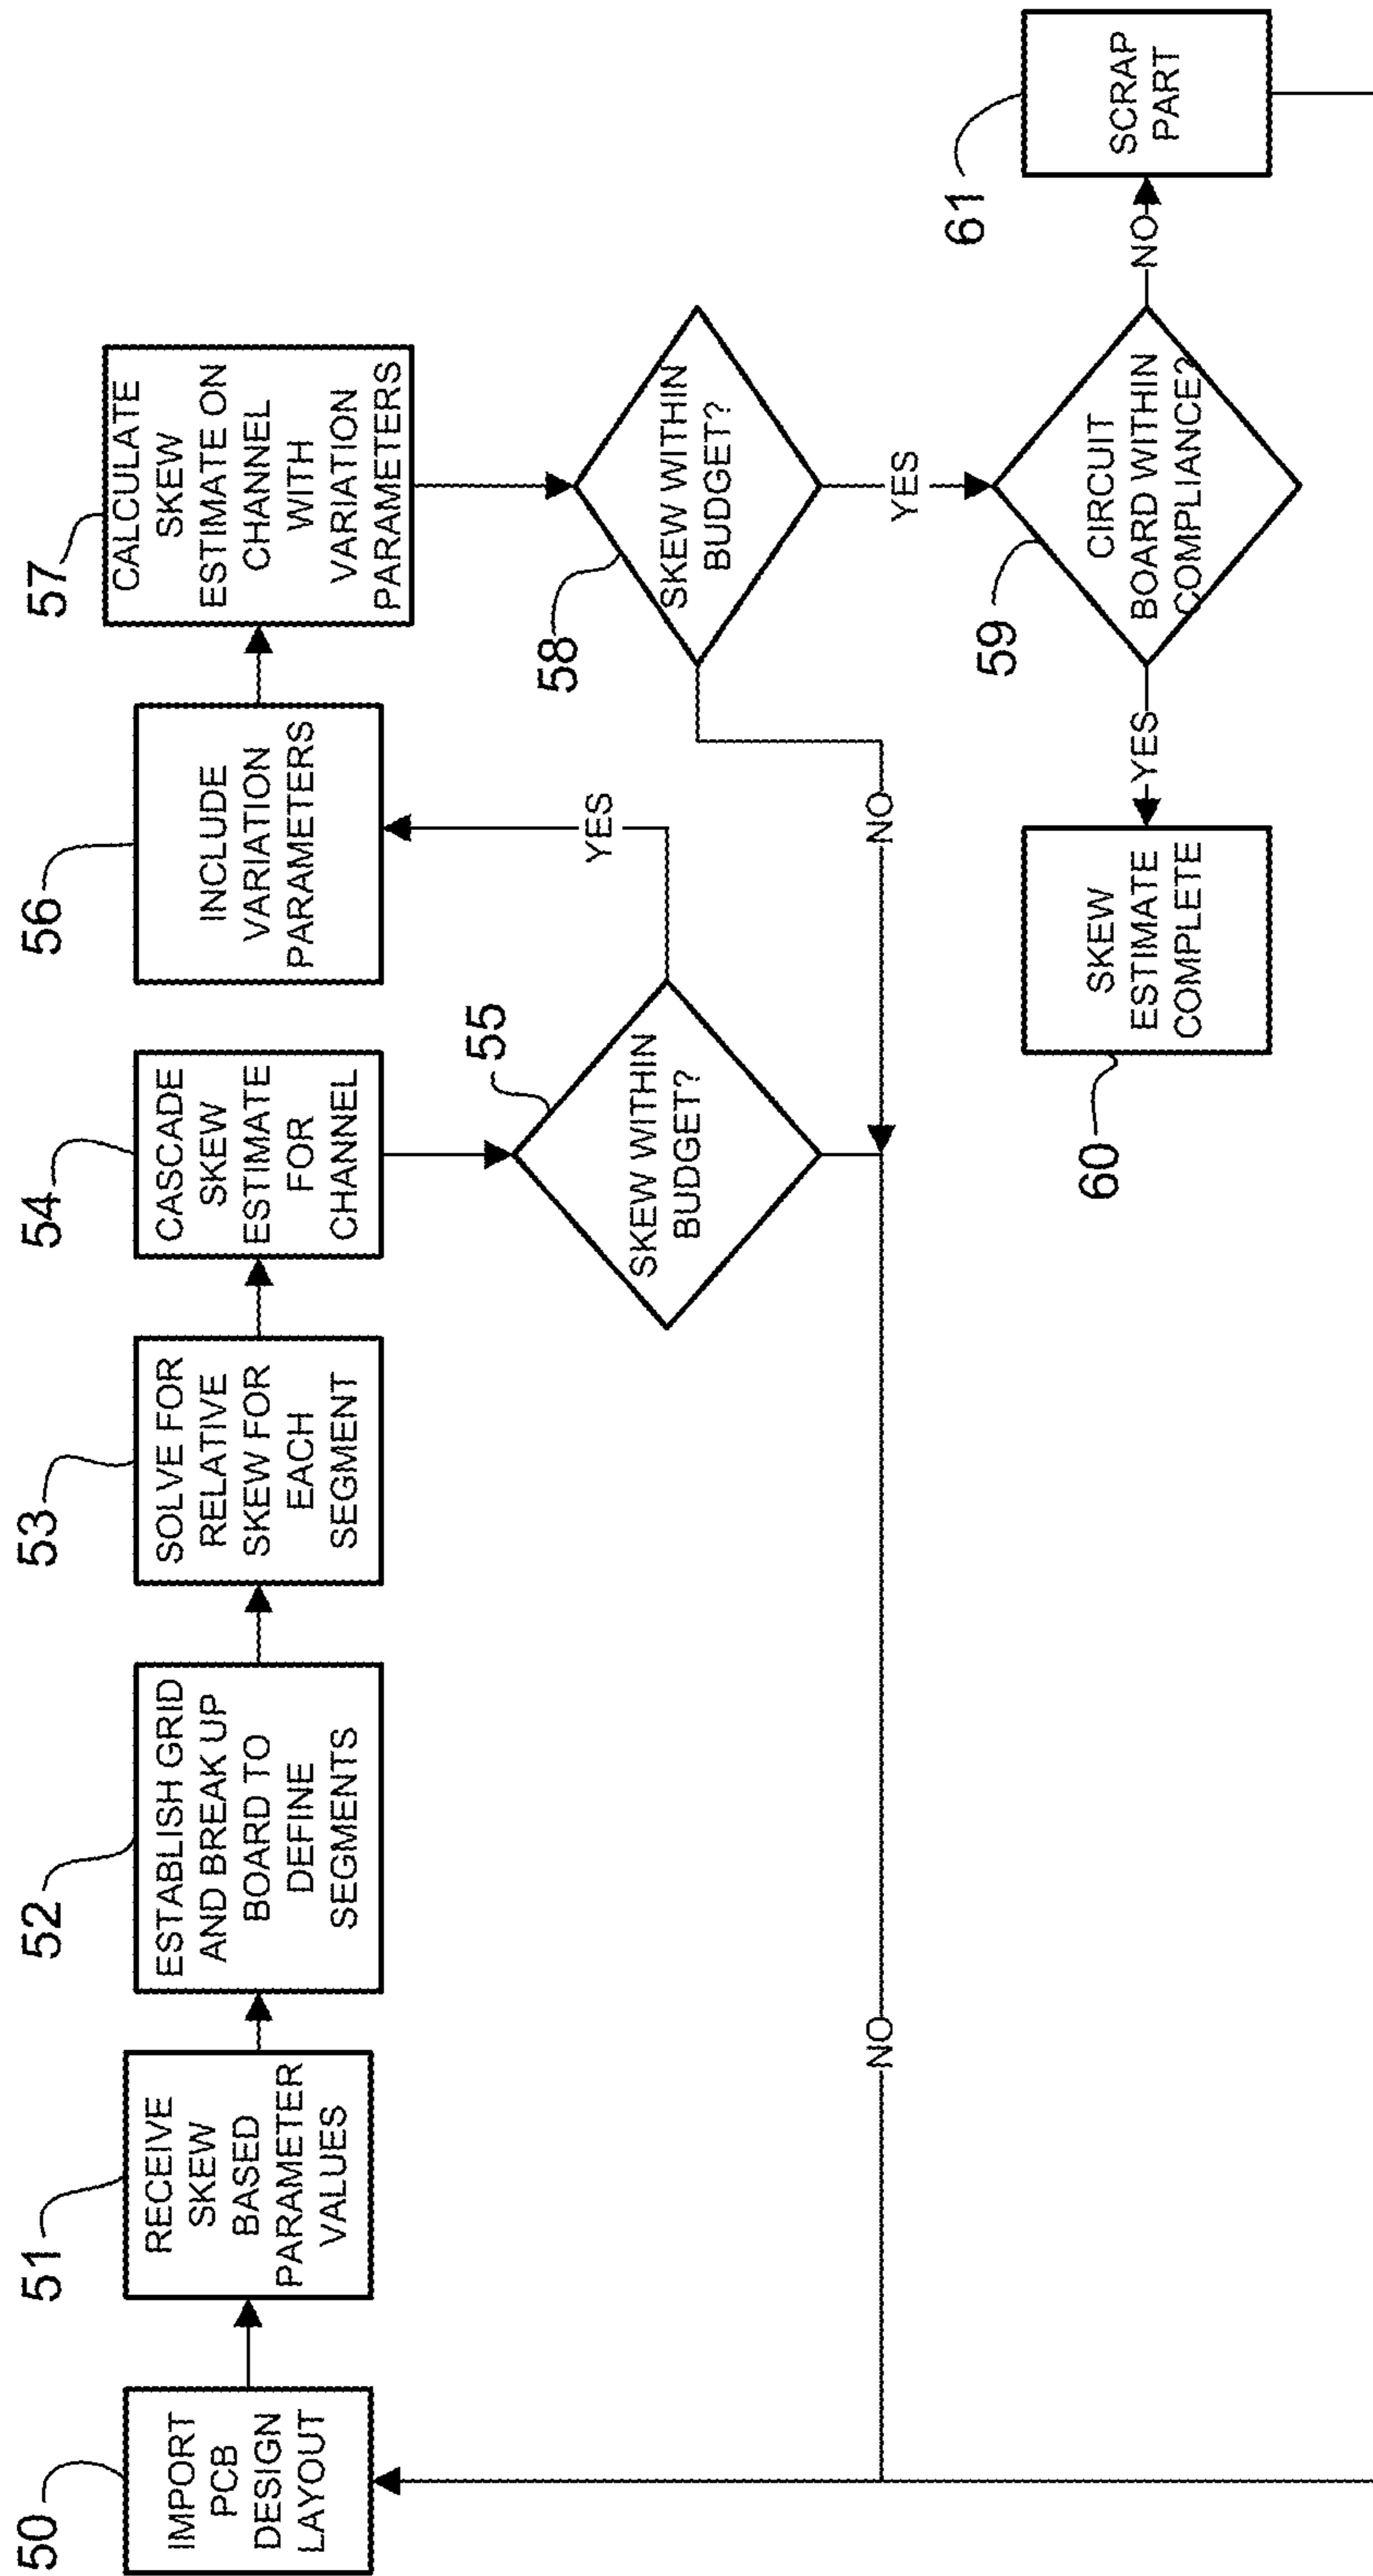 50
IMPORT
PCB
DESIGN
LAYOUT
51
RECEIVE
SKEW
BASED
PARAMETER
VALUES
52
ESTABLISH GRID
AND BREAK UP
BOARD TO
DEFINE
SEGMENTS
53
SOLVE FOR
RELATIVE
SKEW FOR
EACH
SEGMENT
54
CASCADE
SKEW
ESTIMATE
FOR
CHANNEL
55
SKEW WITHIN
BUDGET?
YES
NO
56
INCLUDE
VARIATION
PARAMETERS
57
CALCULATE
SKEW
ESTIMATE ON
CHANNEL
WITH
VARIATION
PARAMETERS
58
SKEW WITHIN
BUDGET?
NO
YES
59
CIRCUIT
BOARD WITHIN
COMPLIANCE?
YES
NO
60
SKEW
ESTIMATE
COMPLETE
61
SCRAP
PART